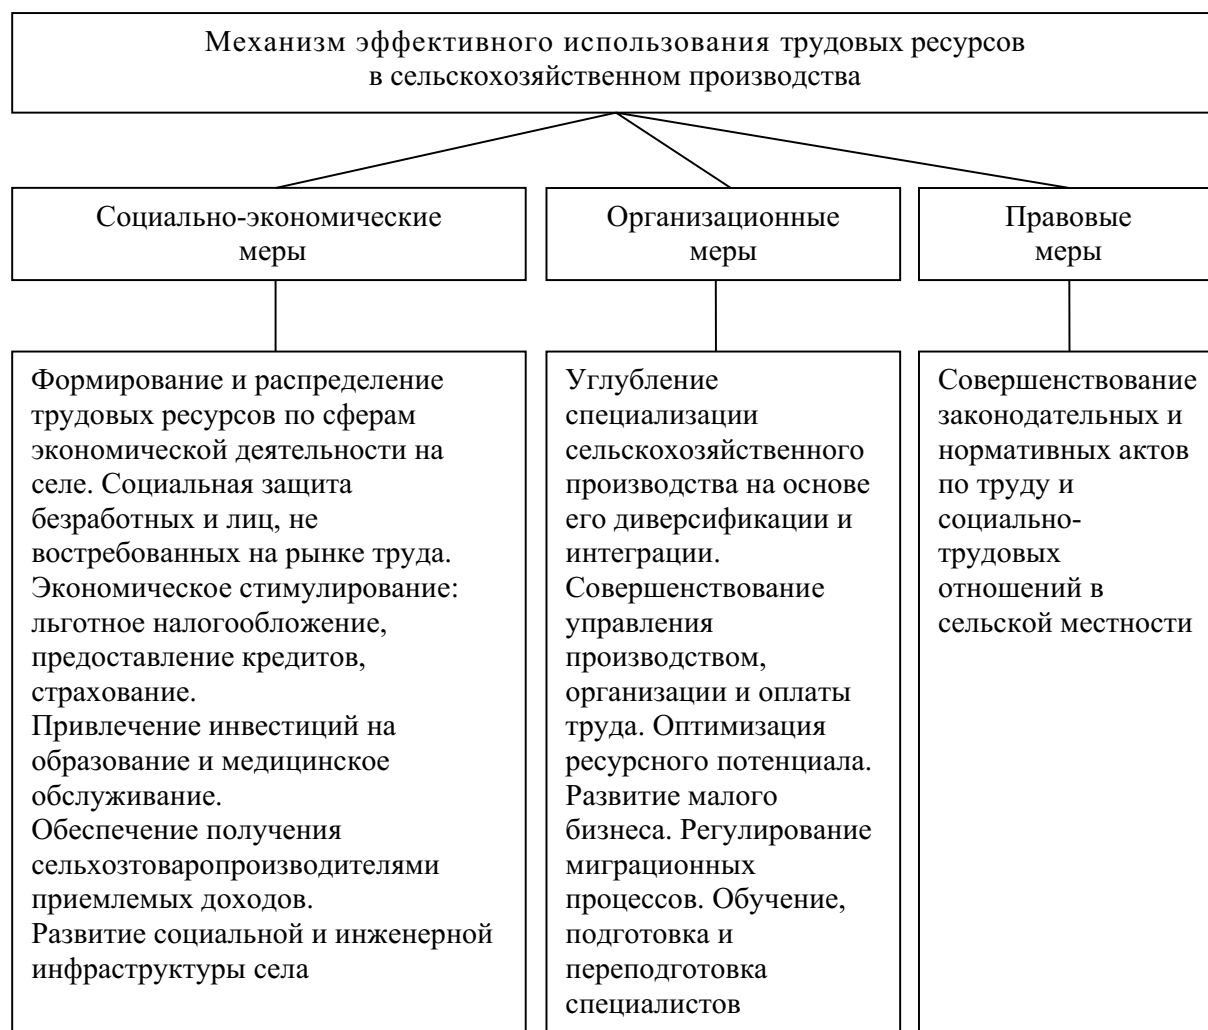 Механизм эффективного использования трудовых ресурсов
в сельскохозяйственном производства
Социально-экономические
меры
Организационные
меры
Правовые
меры
Формирование и распределение
трудовых ресурсов по сферам
экономической деятельности на
селе. Социальная защита
безработных и лиц, не
востребованных на рынке труда.
Экономическое стимулирование:
льготное налогообложение,
предоставление кредитов,
страхование.
Привлечение инвестиций на
образование и медицинское
обслуживание.
Обеспечение получения
сельхозтоваропроизводителями
приемлемых доходов.
Развитие социальной и инженерной
инфраструктуры села
Углубление
специализации
сельскохозяйственного
производства на основе
его диверсификации и
интеграции.
Совершенствование
управления
производством,
организации и оплаты
труда. Оптимизация
ресурсного потенциала.
Развитие малого
бизнеса. Регулирование
миграционных
процессов. Обучение,
подготовка и
переподготовка
специалистов
Совершенствование
законодательных и
нормативных актов
по труду и
социально-
трудовых
отношений в
сельской местности